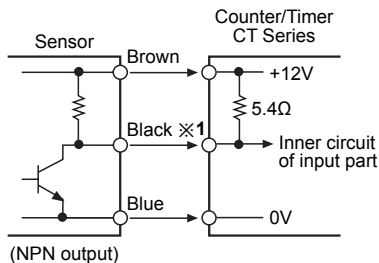 Counter/Timer
CT Series
Sensor
Brown
+12V
5.4Ω
Black ※1
Inner circuit
of input part
Blue
0V
(NPN output)